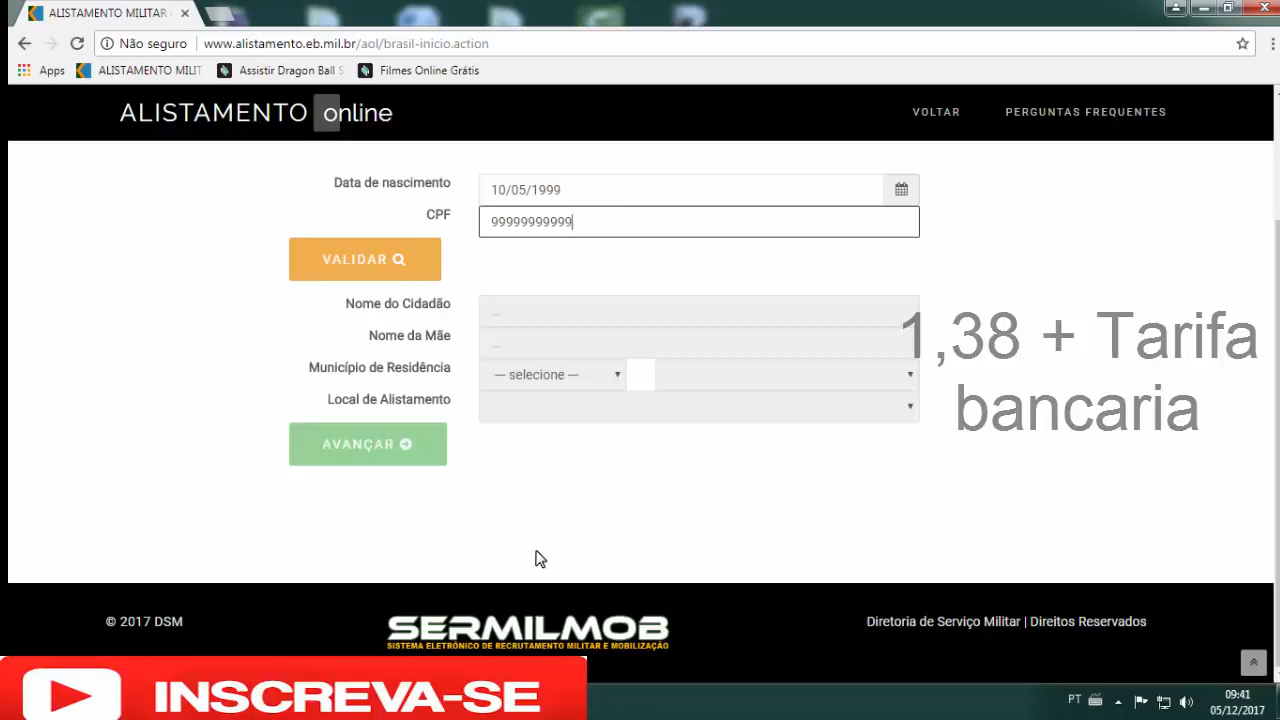 ALISTAMENTO MILITAR
Não seguro www.alistamento.eb.mil.br/aol/brasil-inicio.action
Apps ALISTAMENTO MILIT Assistir Dragon Ball S Filmes Online Grátis
ALISTAMENTO online VOLTAR PERGUNTAS FREQUENTES
Data de nascimento 10/05/1999
CPF 99999999999
VALIDAR
Nome do Cidadão ...
Nome da Mãe ...
Município de Residência --- selecione ---
Local de Alistamento
AVANÇAR
1,38 + Tarifa
bancaria
© 2017 DSM SERMILMOB Diretoria de Serviço Militar | Direitos Reservados
SISTEMA ELETRÔNICO DE RECRUTAMENTO MILITAR E MOBILIZAÇÃO
INSCREVA-SE
PT 09:41
05/12/2017